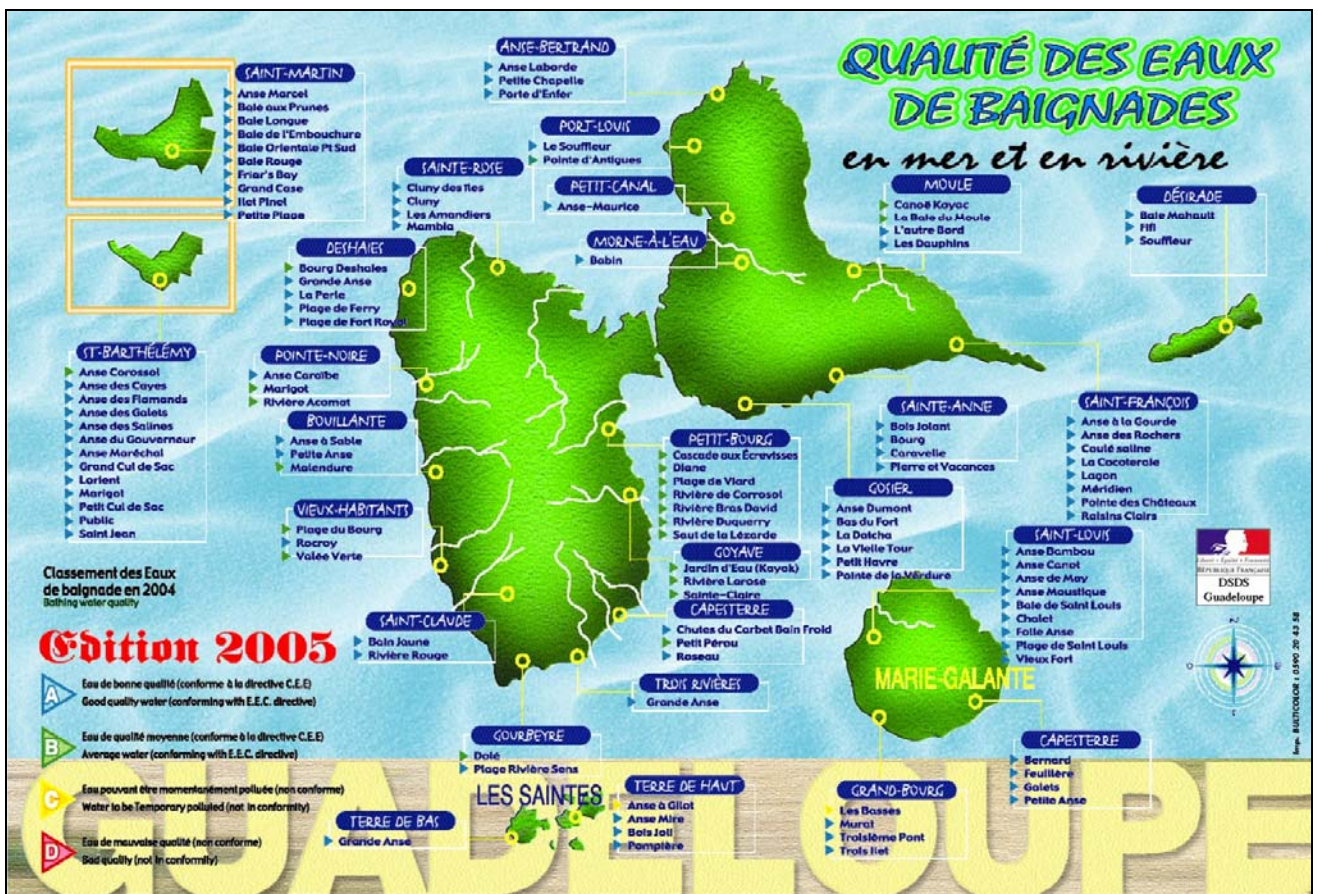 QUALITÉ DES EAUX
DE BAIGNADES
en mer et en rivière
SAINT-MARTIN
Anse Marcel
Baie aux Prunes
Baie Longue
Baie de l'Embouchure
Baie Orientale Pt Sud
Baie Rouge
Friar's Bay
Grand Case
Ilet Pinel
Petite Plage
ANSE-BERTRAND
Anse Laborde
Petite Chapelle
Porte d'Enfer
PORT-LOUIS
Le Souffleur
Pointe d'Antigues
PETIT-CANAL
Anse-Maurice
MORNE-À-L'EAU
Babin
SAINTE-ROSE
Cluny des îles
Cluny
Les Amandiers
Mambia
DESHAIES
Bourg Deshaies
Grande Anse
La Perle
Plage de Ferry
Plage de Fort Royal
MOULE
Canoë Kayac
La Baie du Moule
L'autre Bord
Les Dauphins
DÉSIRADE
Baie Mahault
Fifi
Souffleur
ST-BARTHÉLÉMY
Anse Corossol
Anse des Cayes
Anse des Flamands
Anse des Galets
Anse des Salines
Anse du Gouverneur
Anse Maréchal
Grand Cul de Sac
Lorient
Marigot
Petit Cul de Sac
Public
Saint Jean
POINTE-NOIRE
Anse Caraïbe
Marigot
Rivière Acomat
BOUILLANTE
Anse à Sable
Petite Anse
Malendure
VIEUX-HABITANTS
Plage du Bourg
Rocroy
Valée Verte
PETIT-BOURG
Cascade aux Écrevisses
Diane
Plage de Viard
Rivière de Corrosol
Rivière Bras David
Rivière Duquerry
Saut de la Lézarde
GOYAVE
Jardin d'Eau (Kayak)
Rivière Larose
Sainte-Claire
CAPESTERRE
Chutes du Carbet Bain Froid
Petit Pérou
Roseau
SAINTE-ANNE
Bois Jolant
Bourg
Caravelle
Pierre et Vacances
SAINT-FRANÇOIS
Anse à la Gourde
Anse des Rochers
Coulé saline
La Cocoteraie
Lagon
Méridien
Pointe des Châteaux
Raisins Clairs
GOSIER
Anse Dumont
Bas du Fort
La Datcha
La Vieille Tour
Petit Havre
Pointe de la Verdure
SAINT-LOUIS
Anse Bambou
Anse Canot
Anse de May
Anse Moustique
Baie de Saint Louis
Chalet
Folle Anse
Plage de Saint Louis
Vieux Fort
Liberté • Égalité • Fraternité
RÉPUBLIQUE FRANÇAISE
DSDS
Guadeloupe
SAINT-CLAUDE
Bain Jaune
Rivière Rouge
TROIS RIVIÈRES
Grande Anse
MARIE-GALANTE
Classement des Eaux
de baignade en 2004
Bathing water quality
Edition 2005
A
Eau de bonne qualité (conforme à la directive C.E.E)
Good quality water (conforming with E.E.C. directive)
B
Eau de qualité moyenne (conforme à la directive C.E.E)
Average water (conforming with E.E.C. directive)
C
Eau pouvant être momentanément polluée (non conforme)
Water to be Temporary polluted (not in conformity)
D
Eau de mauvaise qualité (non conforme)
Bad quality (not in conformity)
GOURBEYRE
Dolé
Plage Rivière Sens
LES SAINTES
TERRE DE BAS
Grande Anse
TERRE DE HAUT
Anse à Gilot
Anse Mire
Bois Joli
Pompière
GRAND-BOURG
Les Basses
Murat
Troisième Pont
Trois Ilet
CAPESTERRE
Bernard
Feuillère
Galets
Petite Anse
Imp. BULTICOLOR : 0590 20 43 58
GUADELOUPE